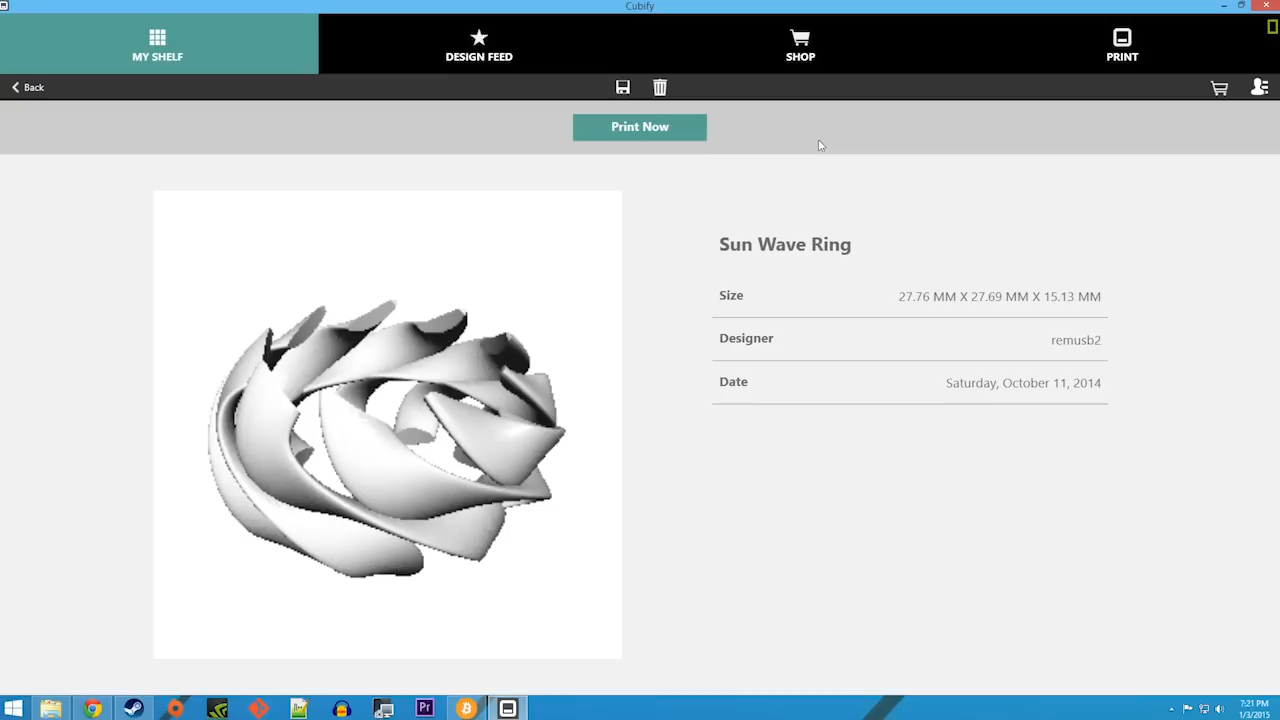 Cubify
MY SHELF
DESIGN FEED
SHOP
PRINT
Back
Print Now
Sun Wave Ring
Size 27.76 MM X 27.69 MM X 15.13 MM
Designer remusb2
Date Saturday, October 11, 2014
Pr
7:21 PM
1/3/2015